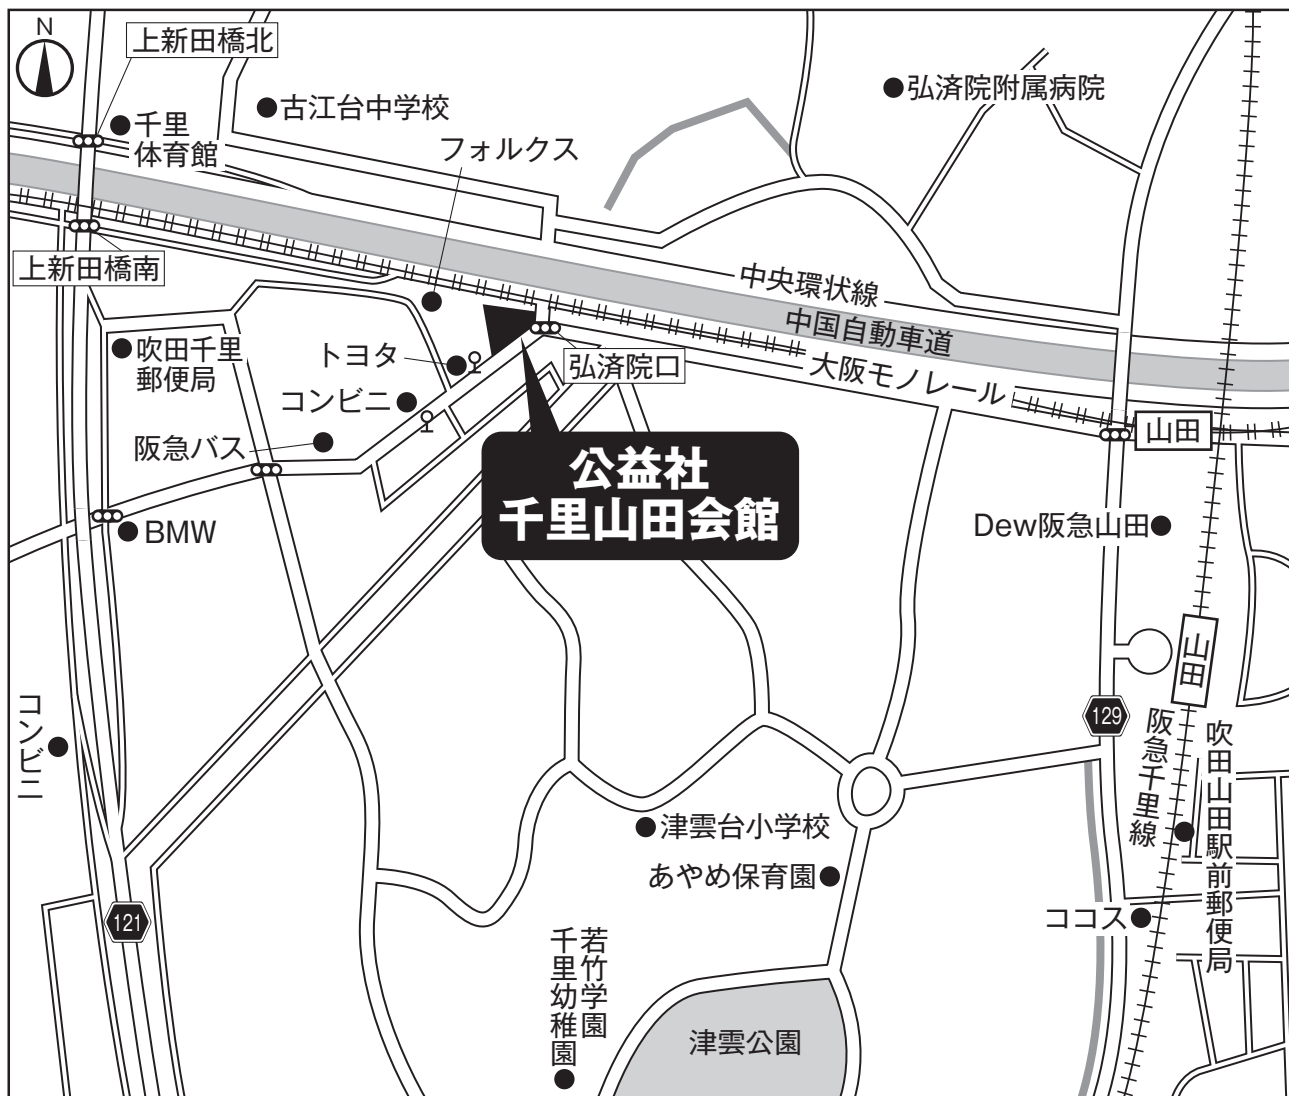 N
上新田橋北
千里
体育館
古江台中学校
フォルクス
弘済院附属病院
上新田橋南
中央環状線
中国自動車道
大阪モノレール
吹田千里
郵便局
トヨタ
コンビニ
阪急バス
弘済院口
山田
公益社
千里山田会館
BMW
Dew阪急山田
山田
コンビニ
129
阪急千里線
吹田山田駅前郵便局
津雲台小学校
あやめ保育園
ココス
121
若竹学園
千里幼稚園
津雲公園